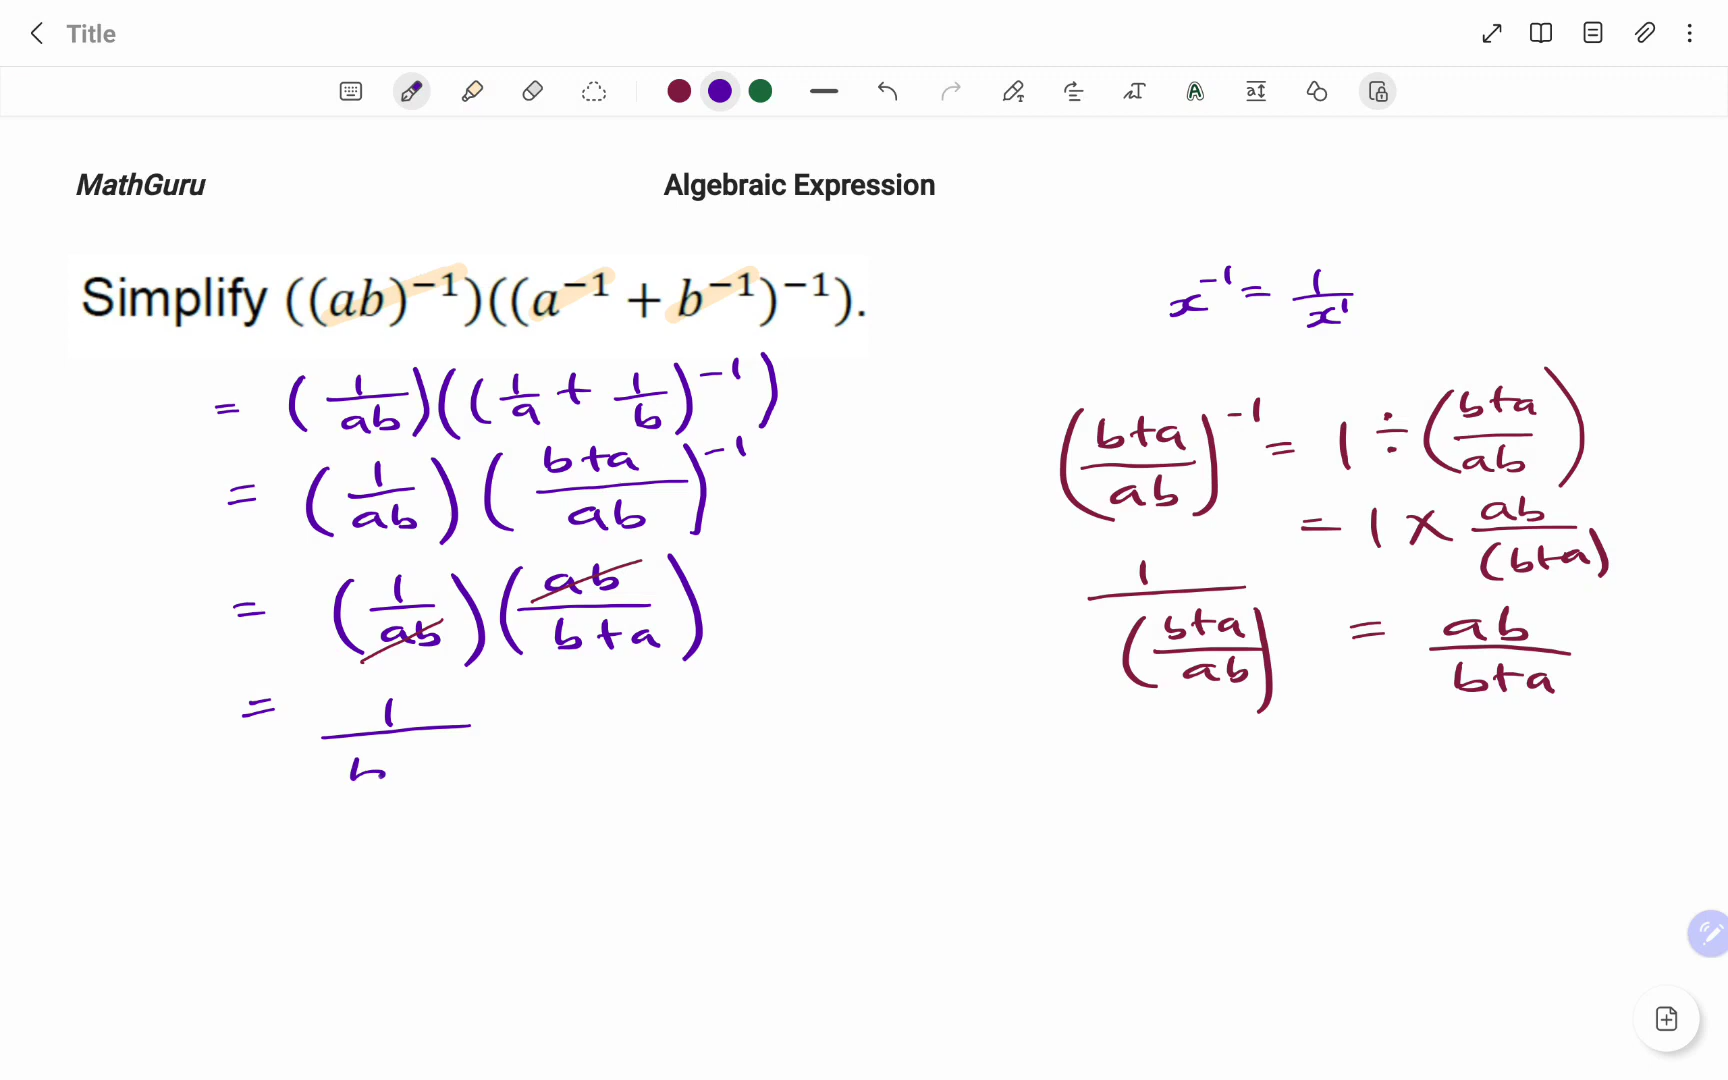 Title
MathGuru
Algebraic Expression
Simplify ((ab)⁻¹)((a⁻¹ + b⁻¹)⁻¹).
= (1/ab)((1/a + 1/b)⁻¹)
= (1/ab)((b+a)/ab)⁻¹
= (1/ab)(ab/(b+a))
= 1/b
x⁻¹ = 1/x¹
((b+a)/ab)⁻¹ = 1 ÷ ((b+a)/ab)
= 1 × ab/(b+a)
1/((b+a)/ab) = ab/(b+a)